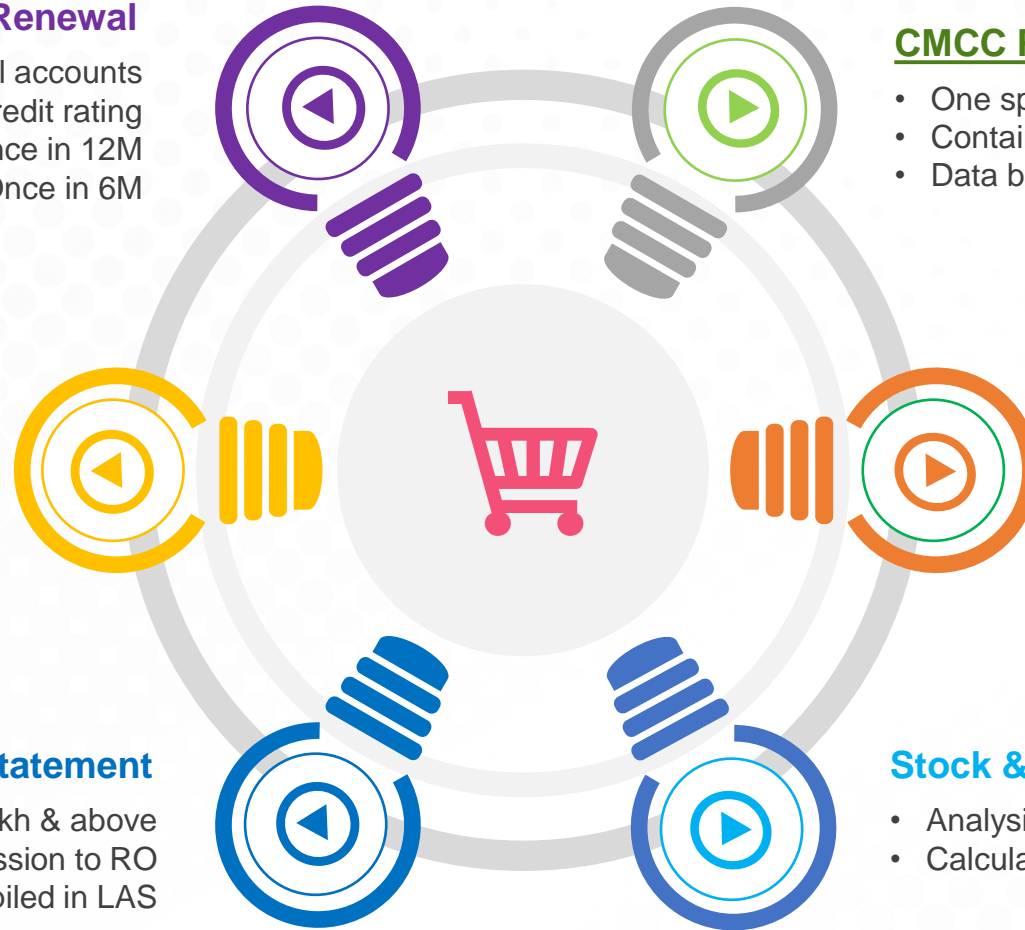 Renewal
accounts
redit rating
nce in 12M
Once in 6M
CMCC
• One sp
• Contai
• Data b
tatement
kh & above
ssion to RO
piled in LAS
Stock &
• Analysi
• Calcula